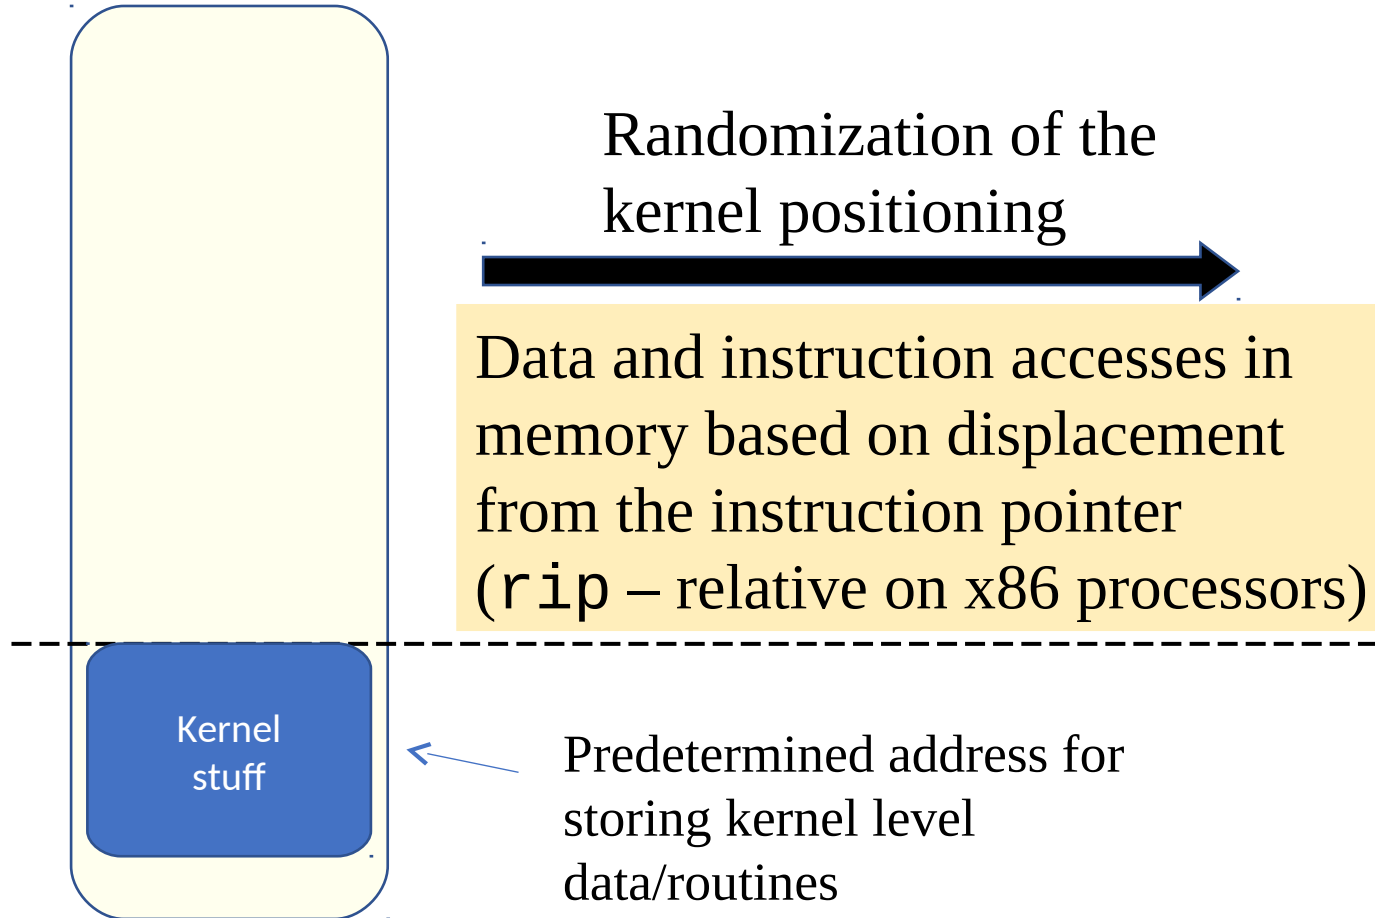 Randomization of the
kernel positioning
Data and instruction accesses in
memory based on displacement
from the instruction pointer
(rip – relative on x86 processors)
Kernel
stuff
Predetermined address for
storing kernel level
data/routines